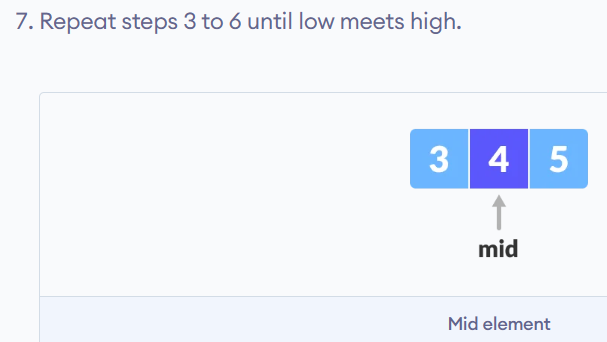 7. Repeat steps 3 to 6 until low meets high.
3 4 5
mid
Mid element